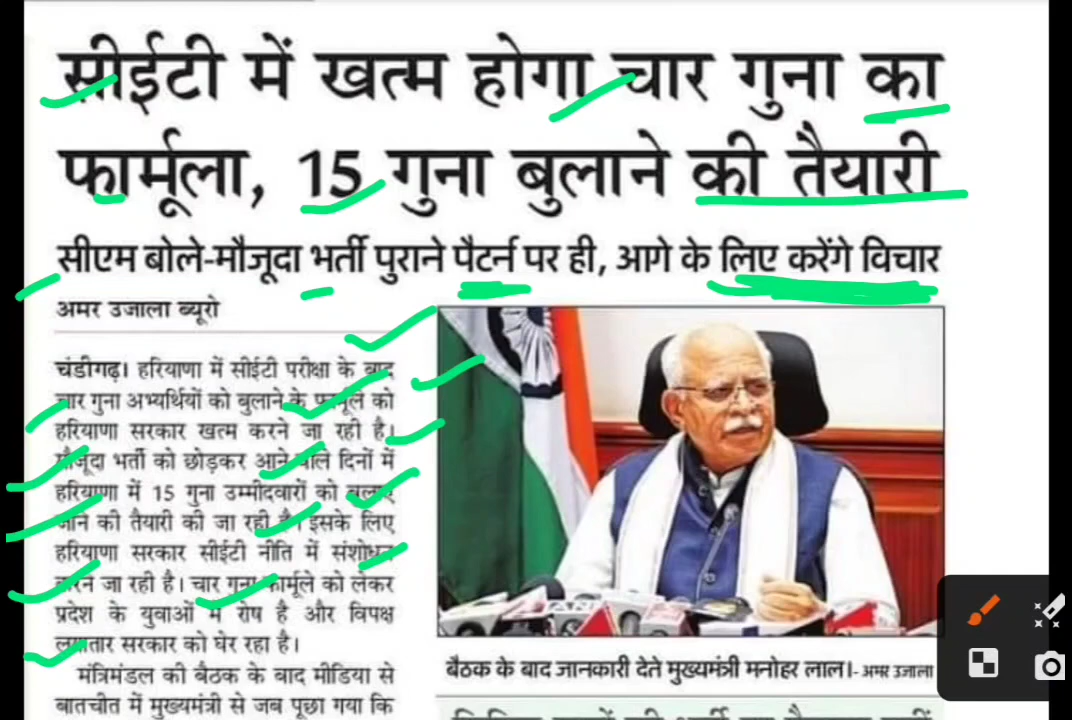 सीईटी में खत्म होगा चार गुना का
फार्मूला, 15 गुना बुलाने की तैयारी
सीएम बोले-मौजूदा भर्ती पुराने पैटर्न पर ही, आगे के लिए करेंगे विचार
अमर उजाला ब्यूरो
चंडीगढ़। हरियाणा में सीईटी परीक्षा के बाद
चार गुना अभ्यर्थियों को बुलाने के फार्मूले को
हरियाणा सरकार खत्म करने जा रही है।
मौजूदा भर्ती को छोड़कर आने वाले दिनों में
हरियाणा में 15 गुना उम्मीदवारों को बुलाए
जाने की तैयारी की जा रही है। इसके लिए
हरियाणा सरकार सीईटी नीति में संशोधन
करने जा रही है। चार गुना फार्मूले को लेकर
प्रदेश के युवाओं में रोष है और विपक्ष
लगातार सरकार को घेर रहा है।
मंत्रिमंडल की बैठक के बाद मीडिया से
बातचीत में मुख्यमंत्री से जब पूछा गया कि
बैठक के बाद जानकारी देते मुख्यमंत्री मनोहर लाल।- अमर उजाला